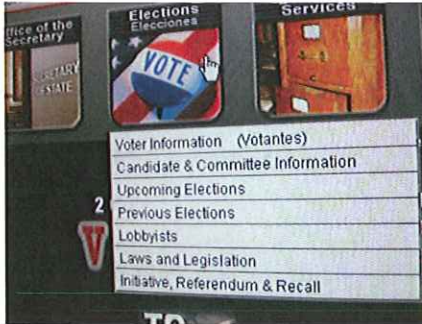 Office of the
Secretary
SECRETARY
OF STATE
Elections
Elecciones
VOTE
Services
Voter Information (Votantes)
Candidate & Committee Information
Upcoming Elections
2
Previous Elections
V
Lobbyists
Laws and Legislation
Initiative, Referendum & Recall
TO